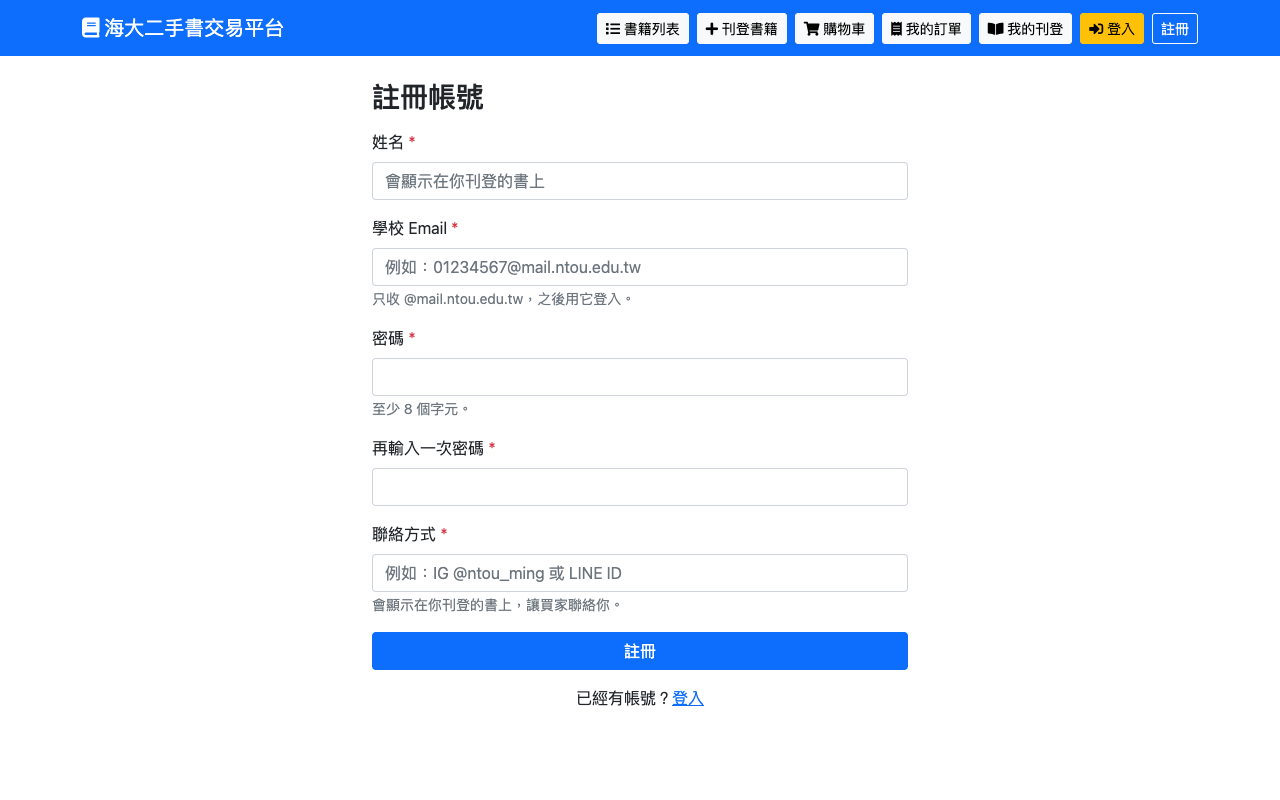 海大二手書交易平台
書籍列表
刊登書籍
購物車
我的訂單
我的刊登
登入
註冊
註冊帳號
姓名 *
會顯示在你刊登的書上
學校 Email *
例如：01234567@mail.ntou.edu.tw
只收 @mail.ntou.edu.tw，之後用它登入。
密碼 *
至少 8 個字元。
再輸入一次密碼 *
聯絡方式 *
例如：IG @ntou_ming 或 LINE ID
會顯示在你刊登的書上，讓買家聯絡你。
註冊
已經有帳號？登入